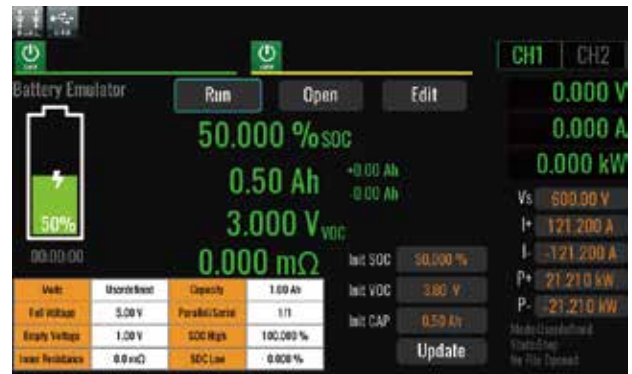 CH1 CH2
Battery Emulator
Run Open Edit
0.000 V
0.000 A
0.000 kW
50.000 % SOC
0.50 Ah
+0.00 Ah
-0.00 Ah
3.000 V VOC
0.000 mΩ
50%
00:00:00
Vs 600.00 V
I+ 121.200 A
I- -121.200 A
P+ 21.210 kW
P- -21.210 kW
Init SOC 50.000 %
Init VOC 3.00 V
Init CAP 0.50 Ah
Update
Mode Userdefined Capacity 1.00 Ah
Full Voltage 5.00 V Parallel/Serial 1/1
Empty Voltage 1.00 V SOC High 100.000 %
Inner Resistance 0.0 mΩ SOC Low 0.000 %
Mode:Userdefined
State:Stop
No File Opened